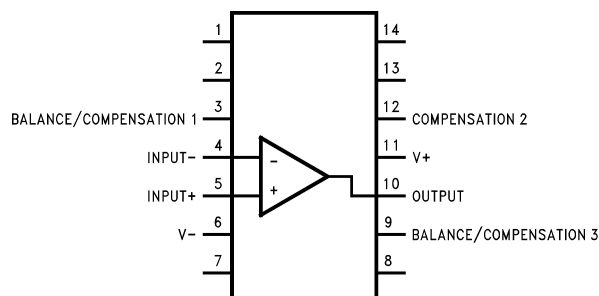 1 14
2 13
BALANCE/COMPENSATION 1 3 12 COMPENSATION 2
INPUT- 4 - 11 V+
INPUT+ 5 + 10 OUTPUT
V- 6 9 BALANCE/COMPENSATION 3
7 8